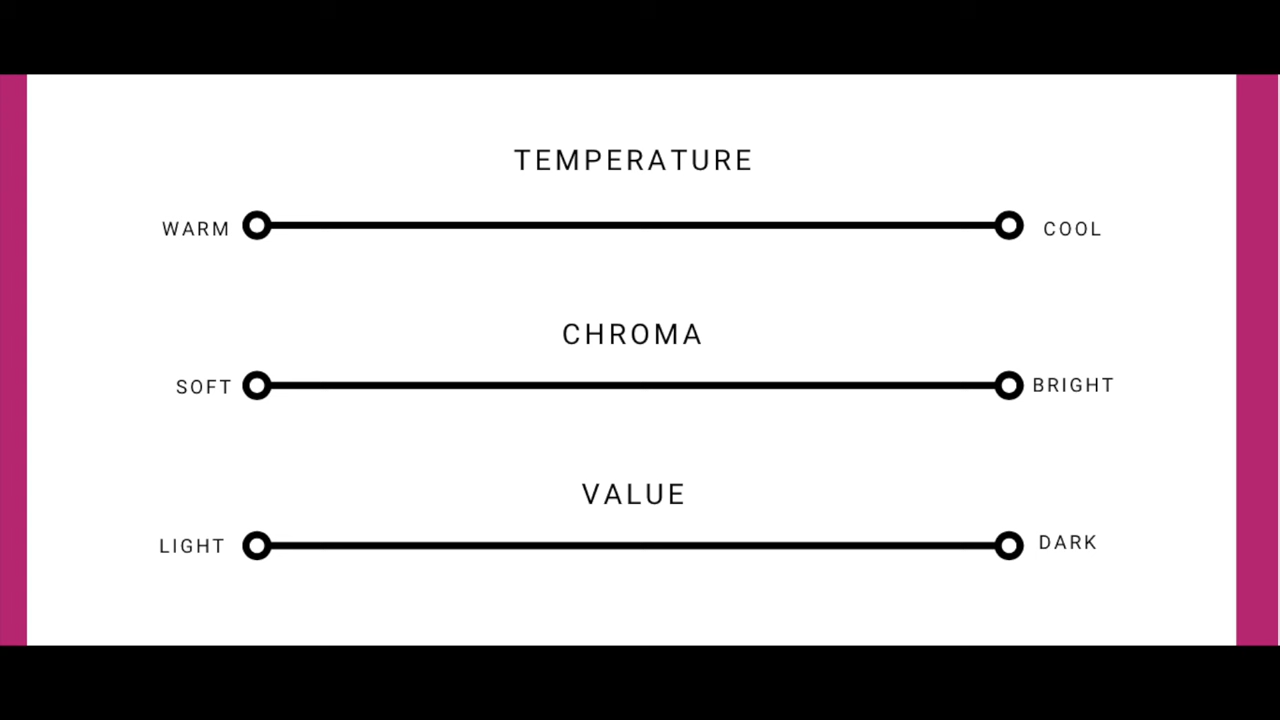 TEMPERATURE
WARM COOL
CHROMA
SOFT BRIGHT
VALUE
LIGHT DARK